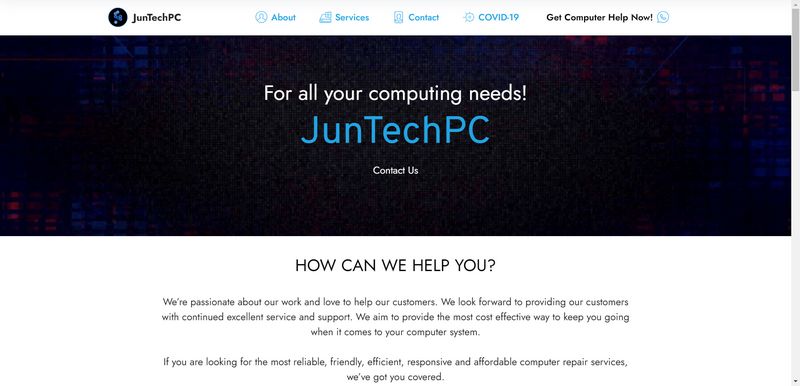 JunTechPC
About
Services
Contact
COVID-19
Get Computer Help Now!
For all your computing needs!
JunTechPC
Contact Us
HOW CAN WE HELP YOU?
We're passionate about our work and love to help our customers. We look forward to providing our customers
with continued excellent service and support. We aim to provide the most cost effective way to keep you going
when it comes to your computer system.
If you are looking for the most reliable, friendly, efficient, responsive and affordable computer repair services,
we've got you covered.